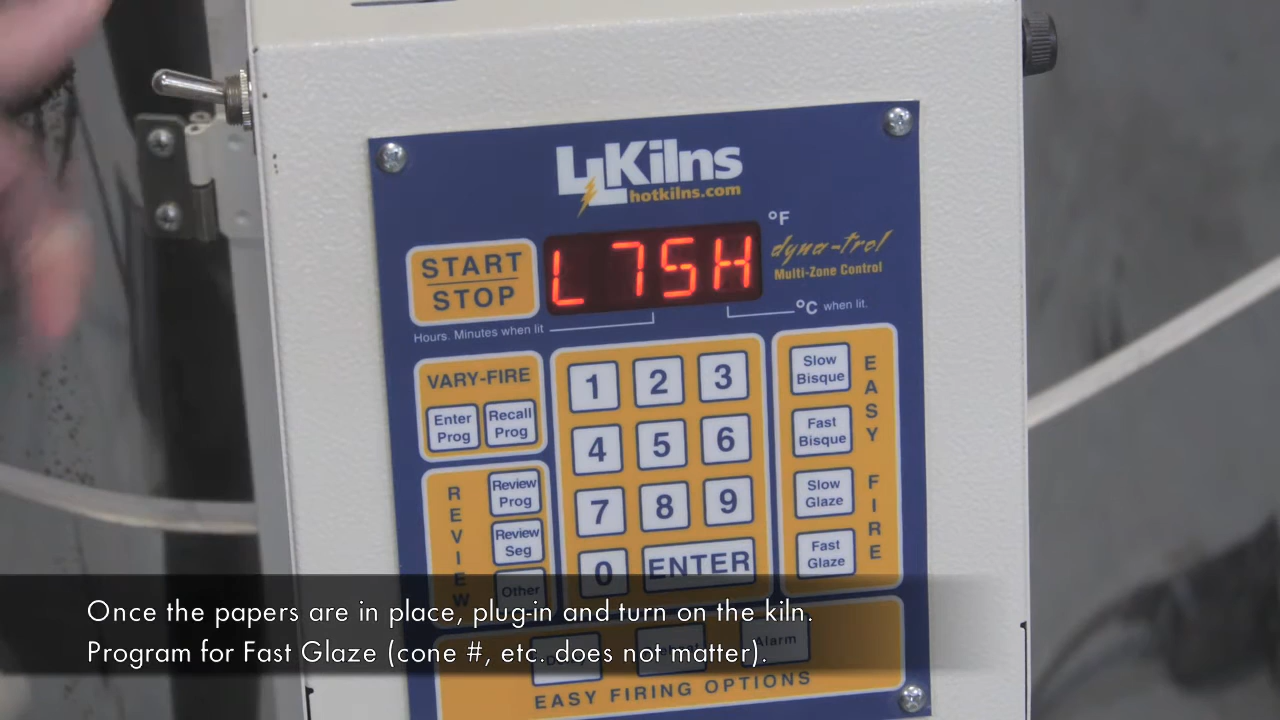 L&LKilns
hotkilns.com
°F
START
STOP
L 75H
dyna-trol
Multi-Zone Control
Hours. Minutes when lit
°C when lit.
VARY-FIRE
Enter Prog
Recall Prog
1 2 3
4 5 6
7 8 9
0 ENTER
Slow Bisque
Fast Bisque
Slow Glaze
Fast Glaze
EASY FIRE
REVIEW
Review Prog
Review Seg
Other
Alarm
Once the papers are in place, plug-in and turn on the kiln.
Program for Fast Glaze (cone #, etc. does not matter).
EASY FIRING OPTIONS